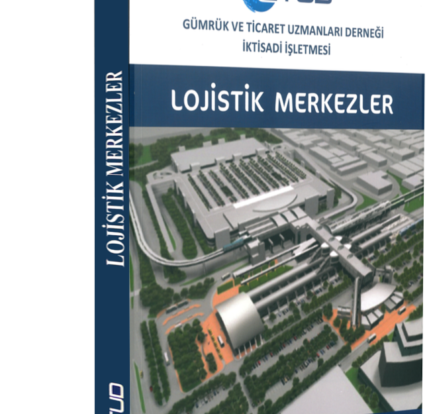 GÜMRÜK VE TİCARET UZMANLARI DERNEĞİ
İKTİSADİ İŞLETMESİ
LOJİSTİK MERKEZLER
LOJİSTİK MERKEZLER